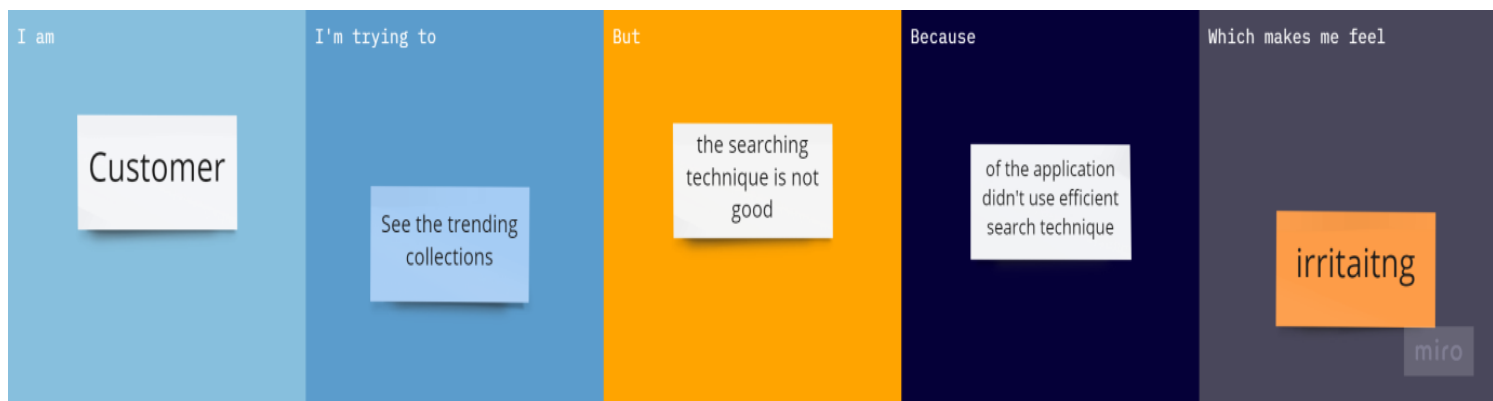 I am
Customer
I'm trying to
See the trending
collections
But
the searching
technique is not
good
Because
of the application
didn't use efficient
search technique
Which makes me feel
irritaitng
miro